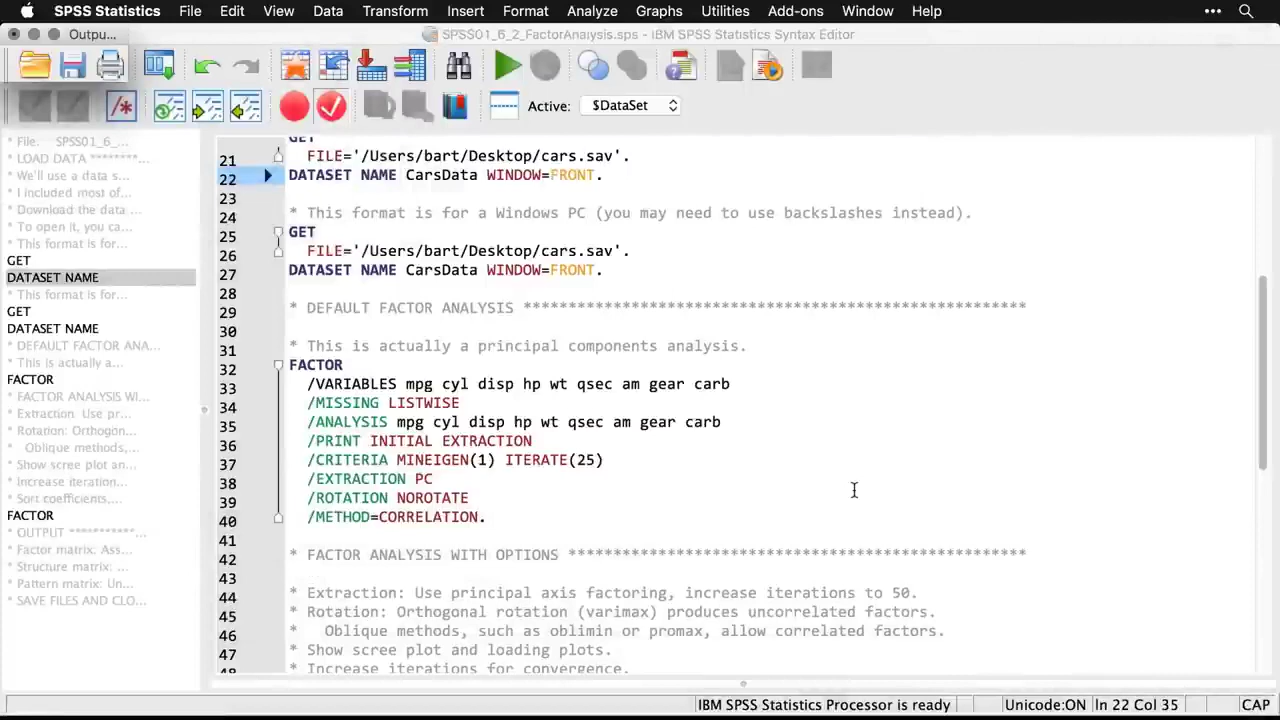 SPSS Statistics File Edit View Data Transform Insert Format Analyze Graphs Utilities Add-ons Window Help
Outpu...
SPSS01_6_2_FactorAnalysis.sps - IBM SPSS Statistics Syntax Editor
Active: $DataSet
File: SPSS01_6_...
* LOAD DATA ********...
* We'll use a data s...
* I included most of...
* Download the data ...
* To open it, you ca...
* This format is for...
GET
DATASET NAME
* This format is for...
GET
DATASET NAME
* DEFAULT FACTOR ANA...
* This is actually a...
FACTOR
* FACTOR ANALYSIS WI...
* Extraction: Use pr...
* Rotation: Orthogon...
* Oblique methods,...
* Show scree plot an...
* Increase iteration...
* Sort coefficients,...
FACTOR
* OUTPUT ***********...
* Factor matrix: Ass...
* Structure matrix: ...
* Pattern matrix: Un...
* SAVE FILES AND CLO...
GET
21 FILE='/Users/bart/Desktop/cars.sav'.
22 DATASET NAME CarsData WINDOW=FRONT.
23
24 * This format is for a Windows PC (you may need to use backslashes instead).
25 GET
26 FILE='/Users/bart/Desktop/cars.sav'.
27 DATASET NAME CarsData WINDOW=FRONT.
28
29 * DEFAULT FACTOR ANALYSIS ********************************************************
30
31 * This is actually a principal components analysis.
32 FACTOR
33 /VARIABLES mpg cyl disp hp wt qsec am gear carb
34 /MISSING LISTWISE
35 /ANALYSIS mpg cyl disp hp wt qsec am gear carb
36 /PRINT INITIAL EXTRACTION
37 /CRITERIA MINEIGEN(1) ITERATE(25)
38 /EXTRACTION PC
39 /ROTATION NOROTATE
40 /METHOD=CORRELATION.
41
42 * FACTOR ANALYSIS WITH OPTIONS ***************************************************
43
44 * Extraction: Use principal axis factoring, increase iterations to 50.
45 * Rotation: Orthogonal rotation (varimax) produces uncorrelated factors.
46 * Oblique methods, such as oblimin or promax, allow correlated factors.
47 * Show scree plot and loading plots.
48 * Increase iterations for convergence.
IBM SPSS Statistics Processor is ready Unicode:ON In 22 Col 35 CAP